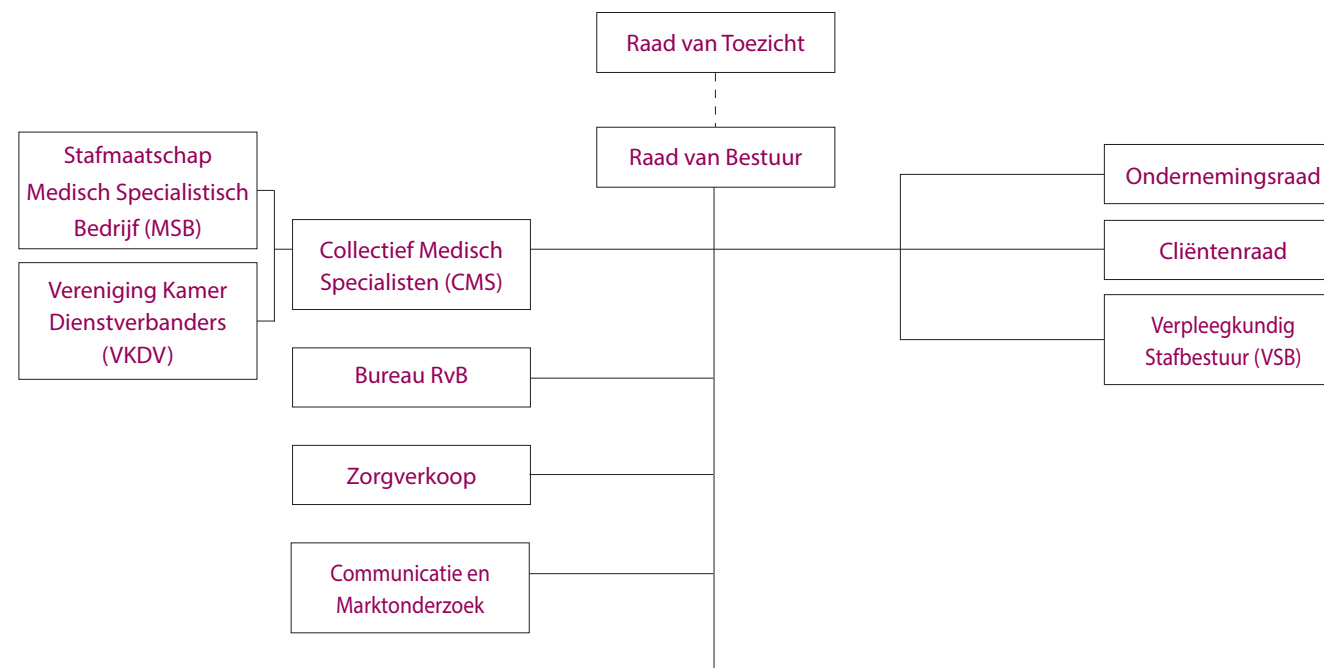 Raad van Toezicht
Raad van Bestuur
Stafmaatschap
Medisch Specialistisch
Bedrijf (MSB)
Vereniging Kamer
Dienstverbanders
(VKDV)
Collectief Medisch
Specialisten (CMS)
Bureau RvB
Zorgverkoop
Communicatie en
Marktonderzoek
Ondernemingsraad
Cliëntenraad
Verpleegkundig
Stafbestuur (VSB)